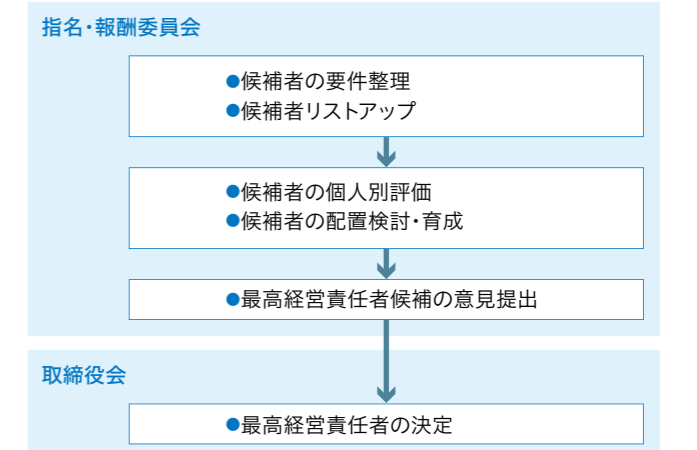 指名・報酬委員会
●候補者の要件整理
●候補者リストアップ
●候補者の個人別評価
●候補者の配置検討・育成
●最高経営責任者候補の意見提出
取締役会
●最高経営責任者の決定